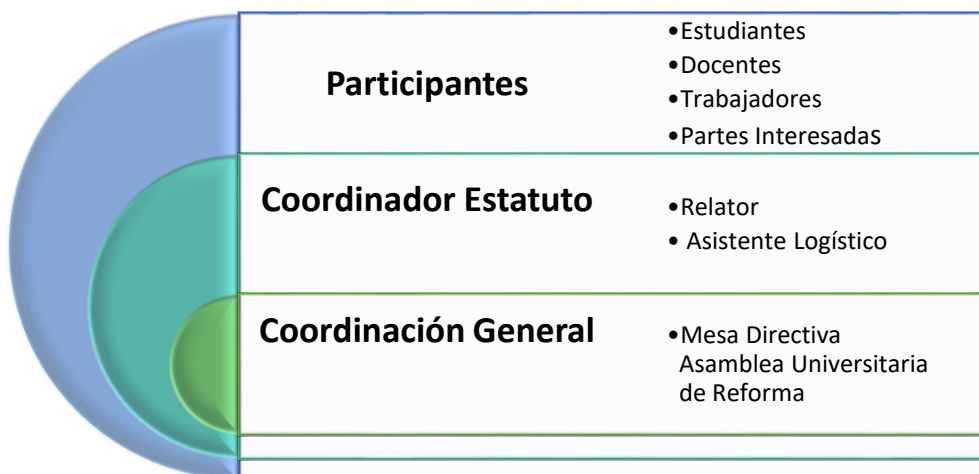 Participantes
•Estudiantes
•Docentes
•Trabajadores
•Partes Interesadas
Coordinador Estatuto
•Relator
• Asistente Logístico
Coordinación General
•Mesa Directiva
Asamblea Universitaria
de Reforma